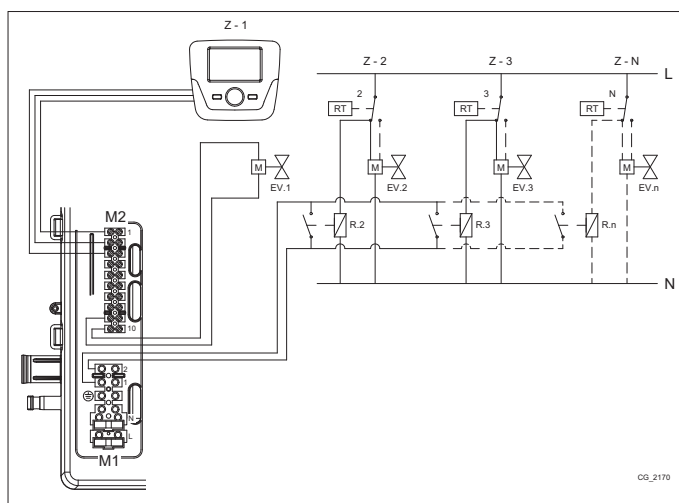 Z - 1
Z - 2
Z - 3
Z - N
L
2
3
N
RT
RT
RT
M
EV.1
M
EV.2
M
EV.3
M
EV.n
M2
1
R.2
R.3
R.n
N
10
2
1
N
L
M1
CG_2170